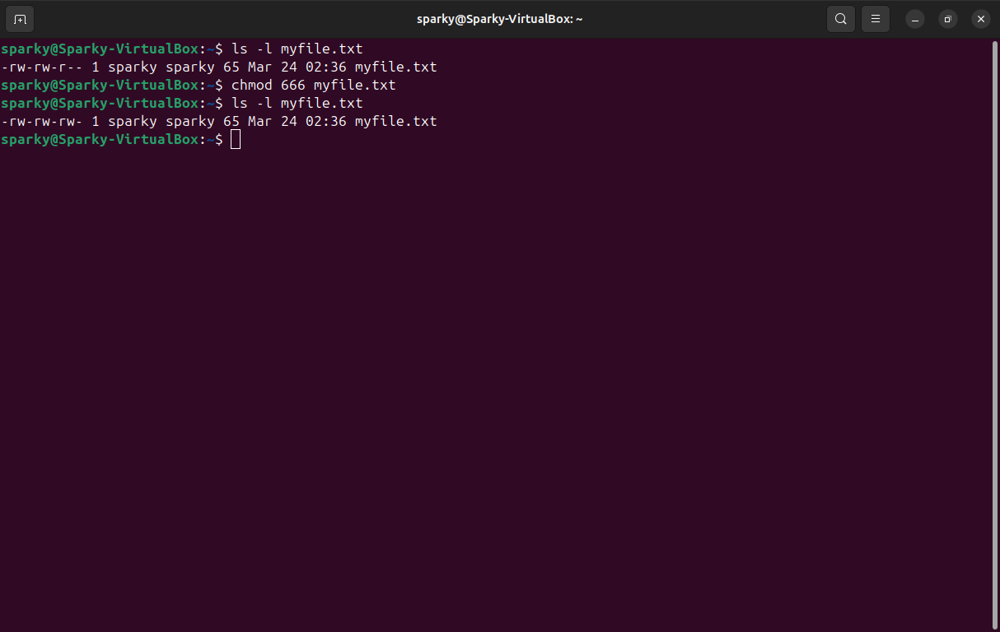 sparky@Sparky-VirtualBox: ~
sparky@Sparky-VirtualBox:~$ ls -l myfile.txt
-rw-rw-r-- 1 sparky sparky 65 Mar 24 02:36 myfile.txt
sparky@Sparky-VirtualBox:~$ chmod 666 myfile.txt
sparky@Sparky-VirtualBox:~$ ls -l myfile.txt
-rw-rw-rw- 1 sparky sparky 65 Mar 24 02:36 myfile.txt
sparky@Sparky-VirtualBox:~$